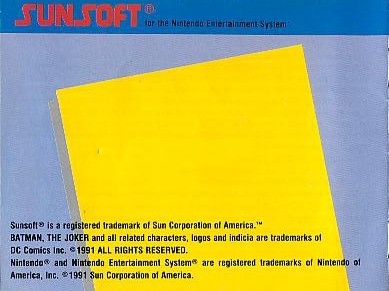 SUNSOFT® for the Nintendo Entertainment System™
Sunsoft® is a registered trademark of Sun Corporation of America.™
BATMAN, THE JOKER and all related characters, logos and indicia are trademarks of
DC Comics Inc. ©1991 ALL RIGHTS RESERVED.
Nintendo® and Nintendo Entertainment System® are registered trademarks of Nintendo of
America, Inc. ©1991 Sun Corporation of America.